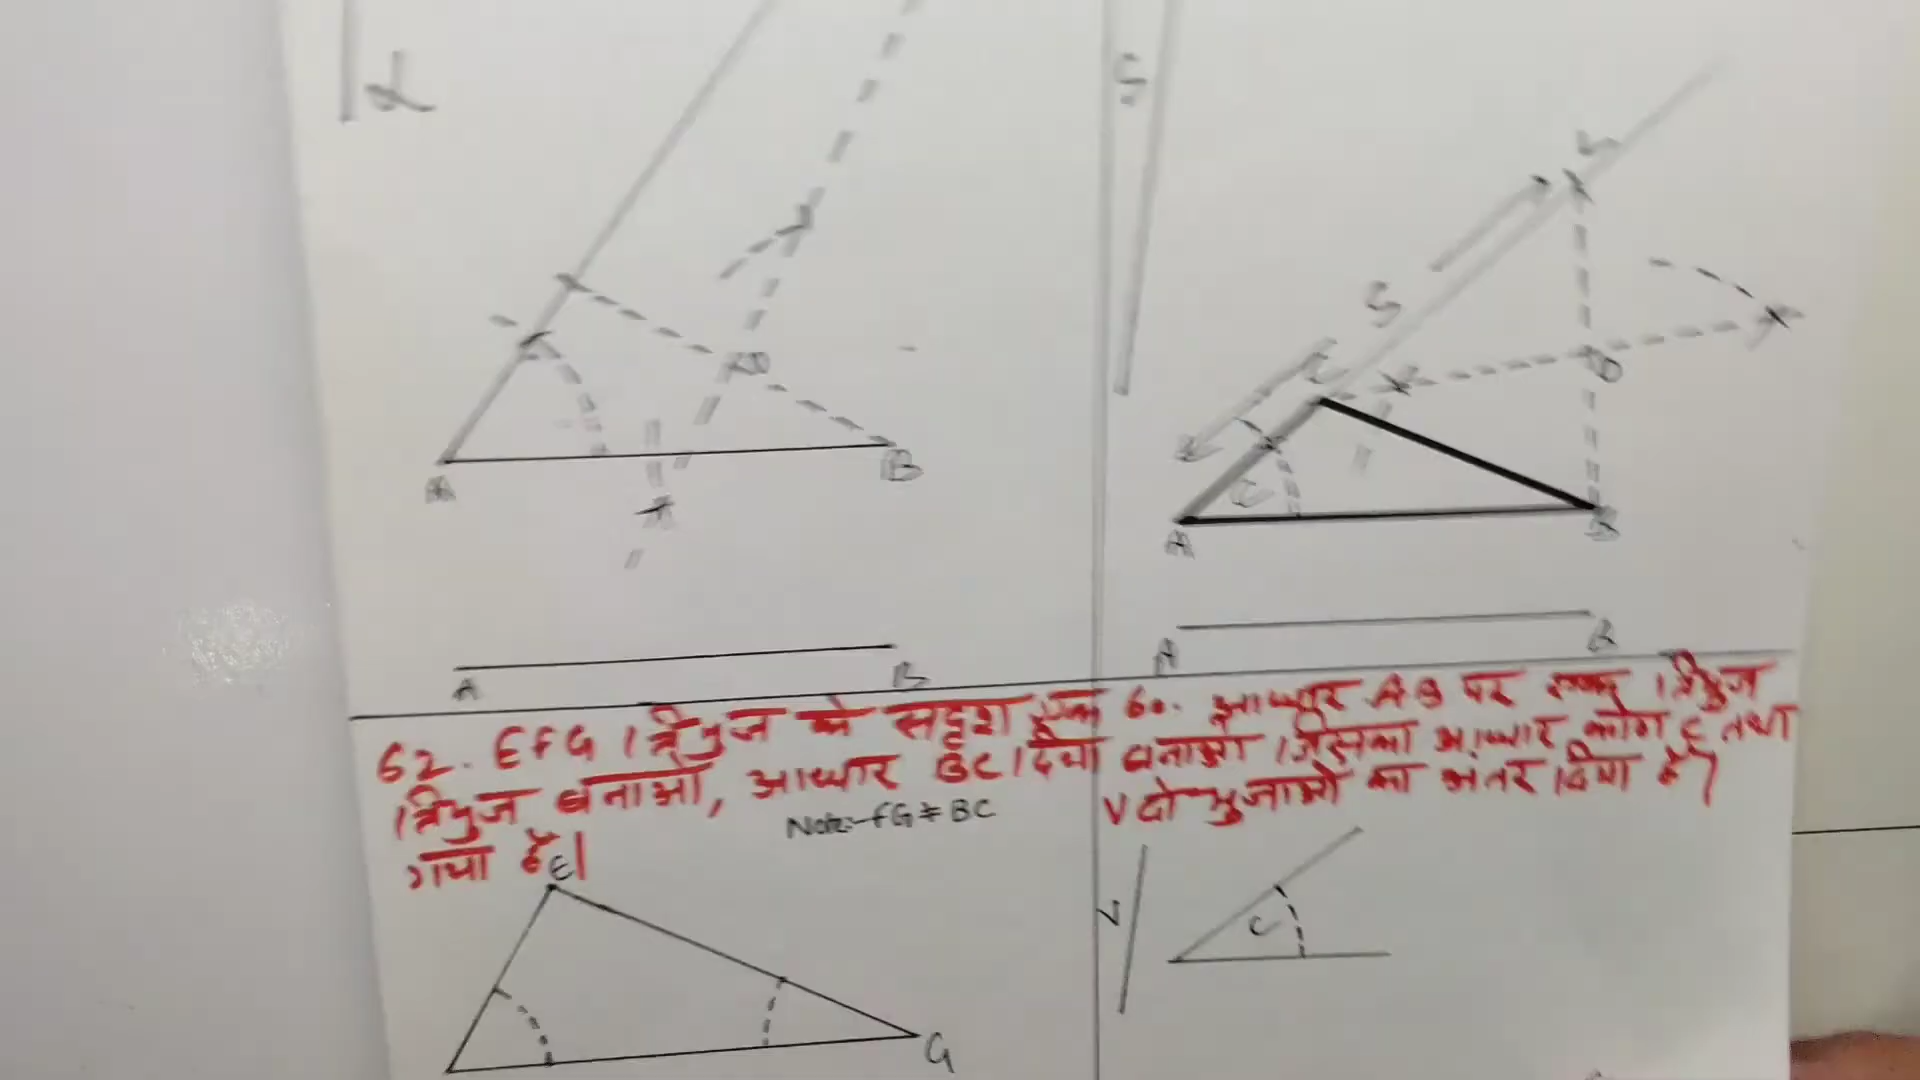 L
A
B
A
B
S
S
S
C
D
C
A
B
A
B
62. EFG त्रिभुज के सदृश एक
त्रिभुज बनाओ, आधार BC दिया
गया है।
Note:- FG ≠ BC
E
G
60. आधार AB पर एक त्रिभुज
बनाओ जिसका आधार कोण C तथा
V दो भुजाओं का अंतर दिया है।
V
C